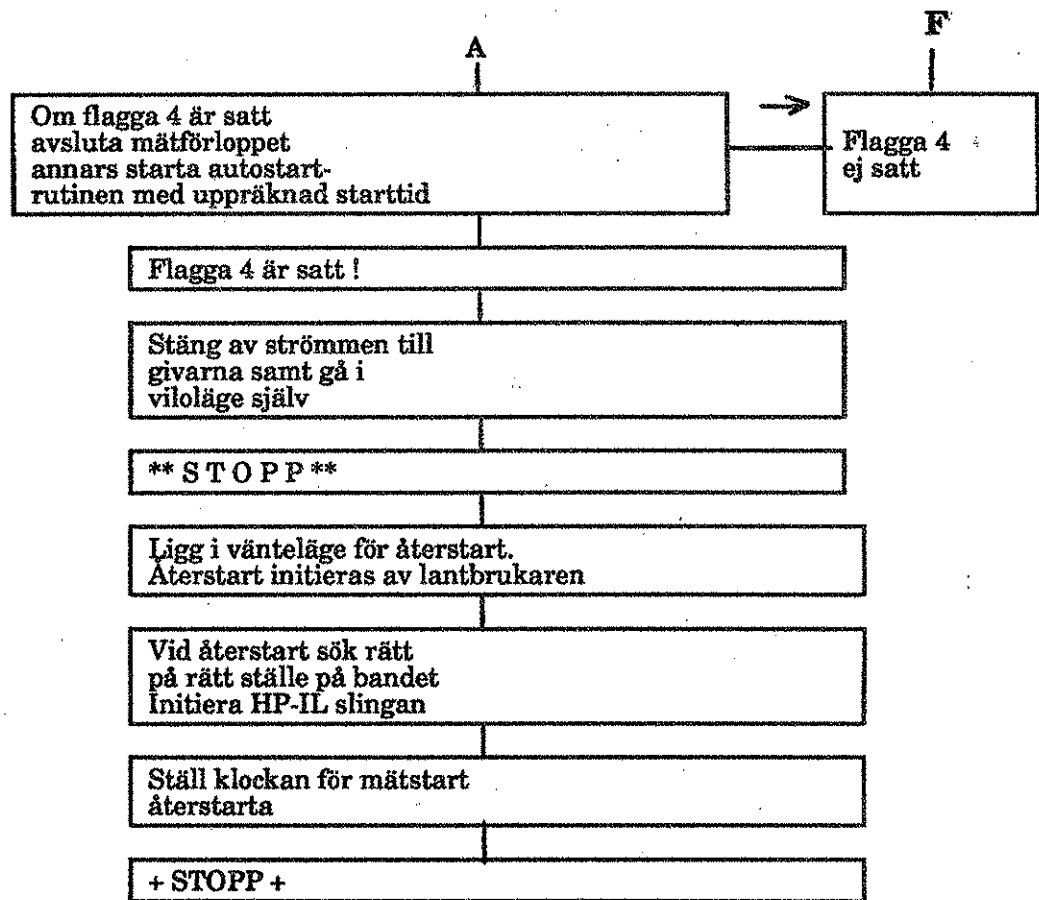 F
A
Om flagga 4 är satt
avsluta mätförloppet
annars starta autostart-
rutinen med uppräknad starttid
Flagga 4
ej satt
Flagga 4 är satt !
Stäng av strömmen till
givarna samt gå i
viloläge själv
** S T O P P **
Ligg i vänteläge för återstart.
Återstart initieras av lantbrukaren
Vid återstart sök rätt
på rätt ställe på bandet
Initiera HP-IL slingan
Ställ klockan för mätstart
återstarta
+ STOPP +